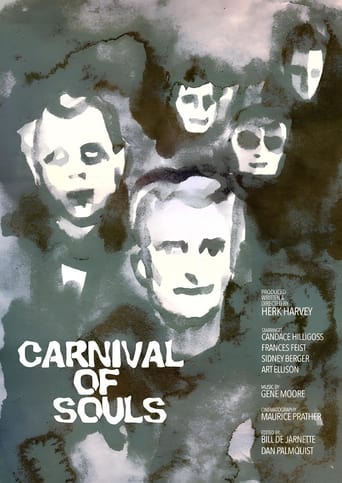 CARNIVAL
OF
SOULS
PRODUCED
WRITTEN &
DIRECTED BY
HERK HARVEY
STARRING
CANDACE HILLIGOSS
FRANCES FEIST
SIDNEY BERGER
ART ELLISON
MUSIC BY
GENE MOORE
CINEMATOGRAPHY
MAURICE PRATHER
EDITED BY
BILL DE JARNETTE
DAN PALMQUIST